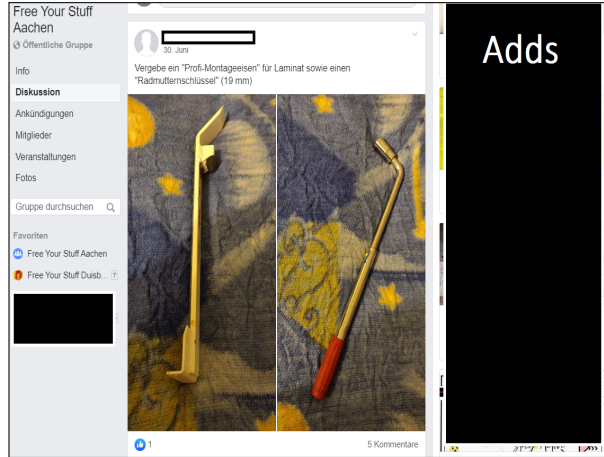 Free Your Stuff
Aachen
Öffentliche Gruppe
Info
Diskussion
Ankündigungen
Mitglieder
Veranstaltungen
Fotos
Gruppe durchsuchen
Favoriten
Free Your Stuff Aachen
Free Your Stuff Duisb... 7
30. Juni
Vergebe ein "Profi-Montageeisen" für Laminat sowie einen
"Radmutternschlüssel" (19 mm)
1
5 Kommentare
Adds